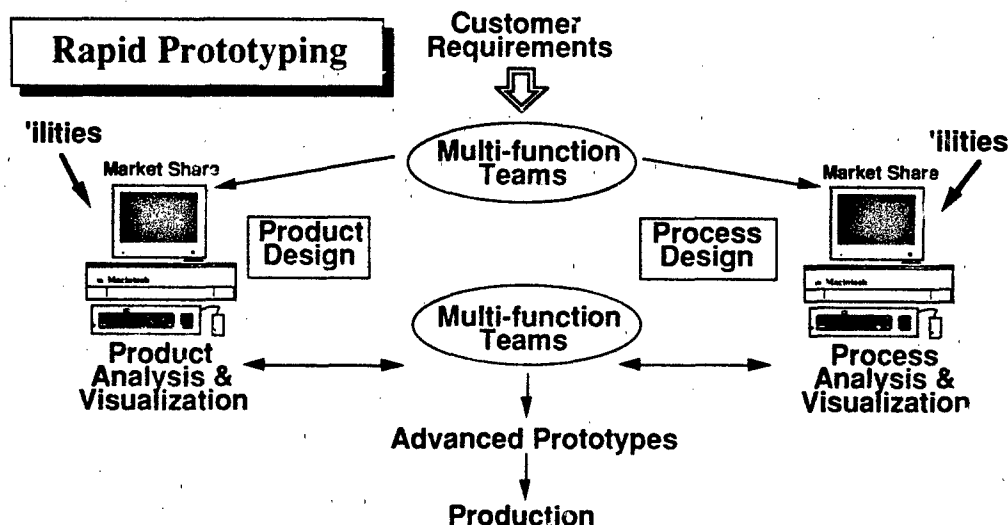 Rapid Prototyping
Customer
Requirements
'ilities
Market Share
Macintosh
Product
Analysis &
Visualization
Multi-function
Teams
Product
Design
Process
Design
'ilities
Market Share
Macintosh
Process
Analysis &
Visualization
Multi-function
Teams
Advanced Prototypes
Production